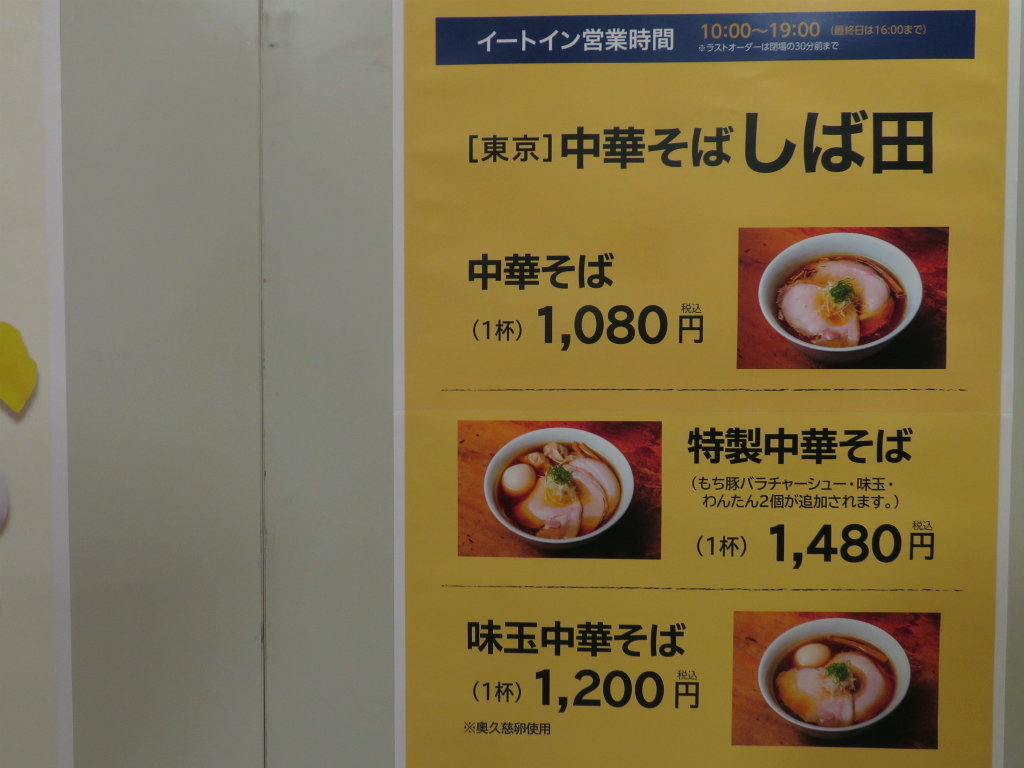 イートイン営業時間 10:00～19:00（最終日は16:00まで）
※ラストオーダーは閉場の30分前まで
［東京］中華そばしば田
中華そば
（1杯）1,080税込円
特製中華そば
（もち豚バラチャーシュー・味玉・
わんたん2個が追加されます。）
（1杯）1,480税込円
味玉中華そば
（1杯）1,200税込円
※奥久慈卵使用